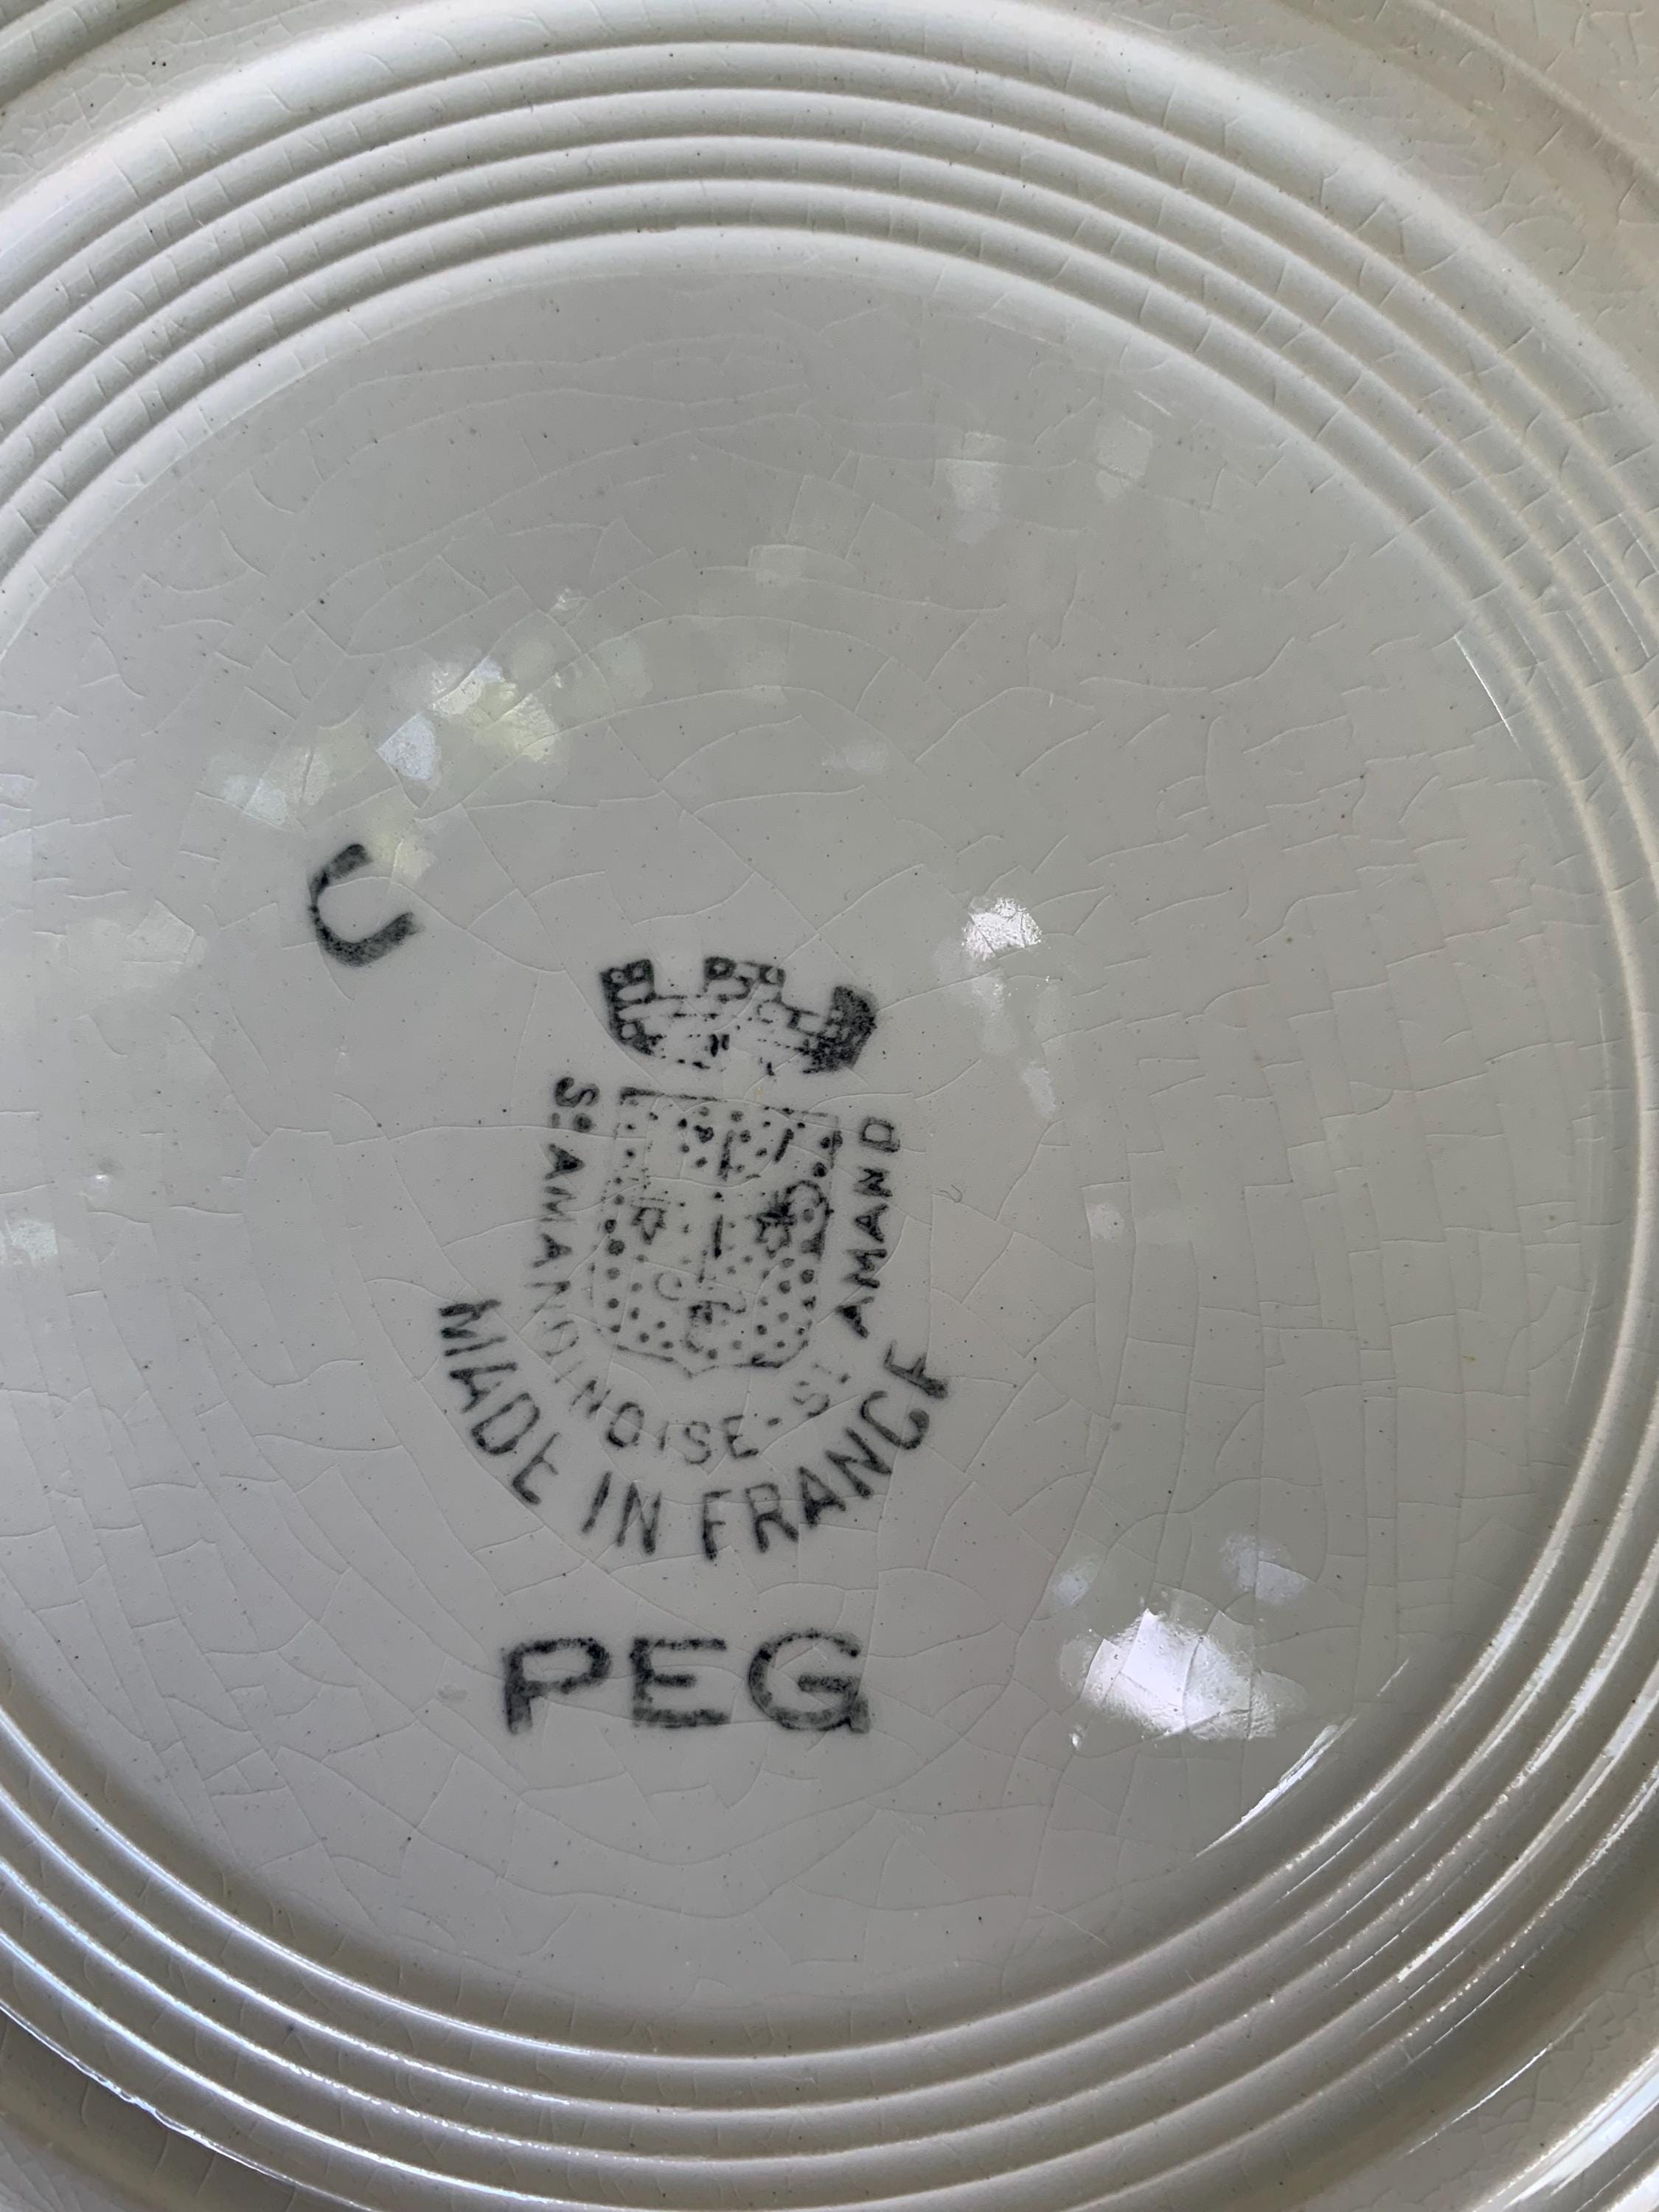 U
Sᵗᵉ AMANDINOISE - Sᵗ AMAND
MADE IN FRANCE
PEG